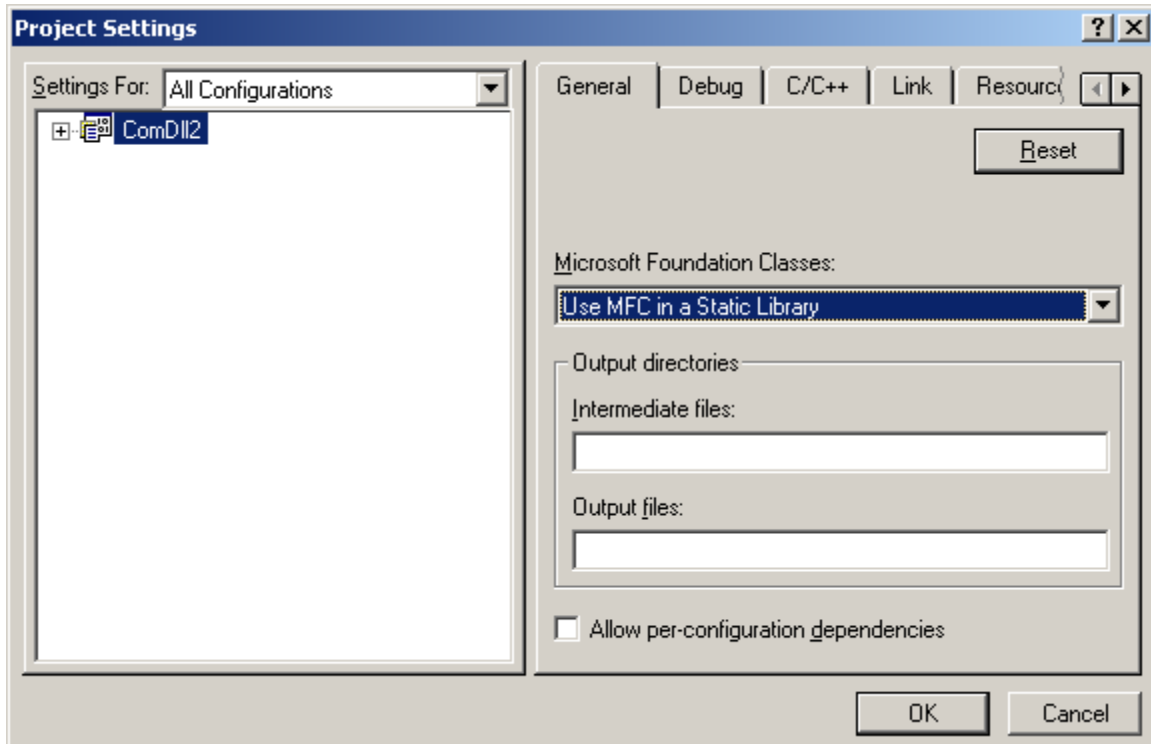 Project Settings
Settings For: All Configurations
ComDll2
General Debug C/C++ Link
Reset
Microsoft Foundation Classes:
Use MFC in a Static Library
Output directories
Intermediate files:
Output files:
Allow per-configuration dependencies
OK Cancel